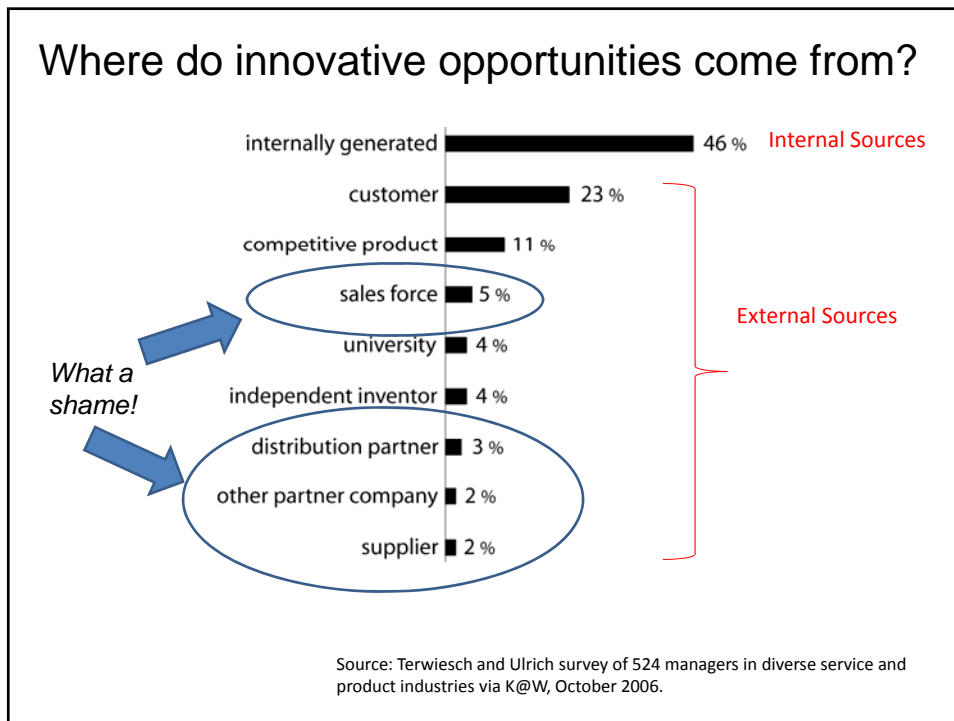 Where do innovative opportunities come from?
internally generated 46 % Internal Sources
customer 23 %
competitive product 11 %
sales force 5 %
External Sources
university 4 %
What a
shame!
independent inventor 4 %
distribution partner 3 %
other partner company 2 %
supplier 2 %
Source: Terwiesch and Ulrich survey of 524 managers in diverse service and
product industries via K@W, October 2006.